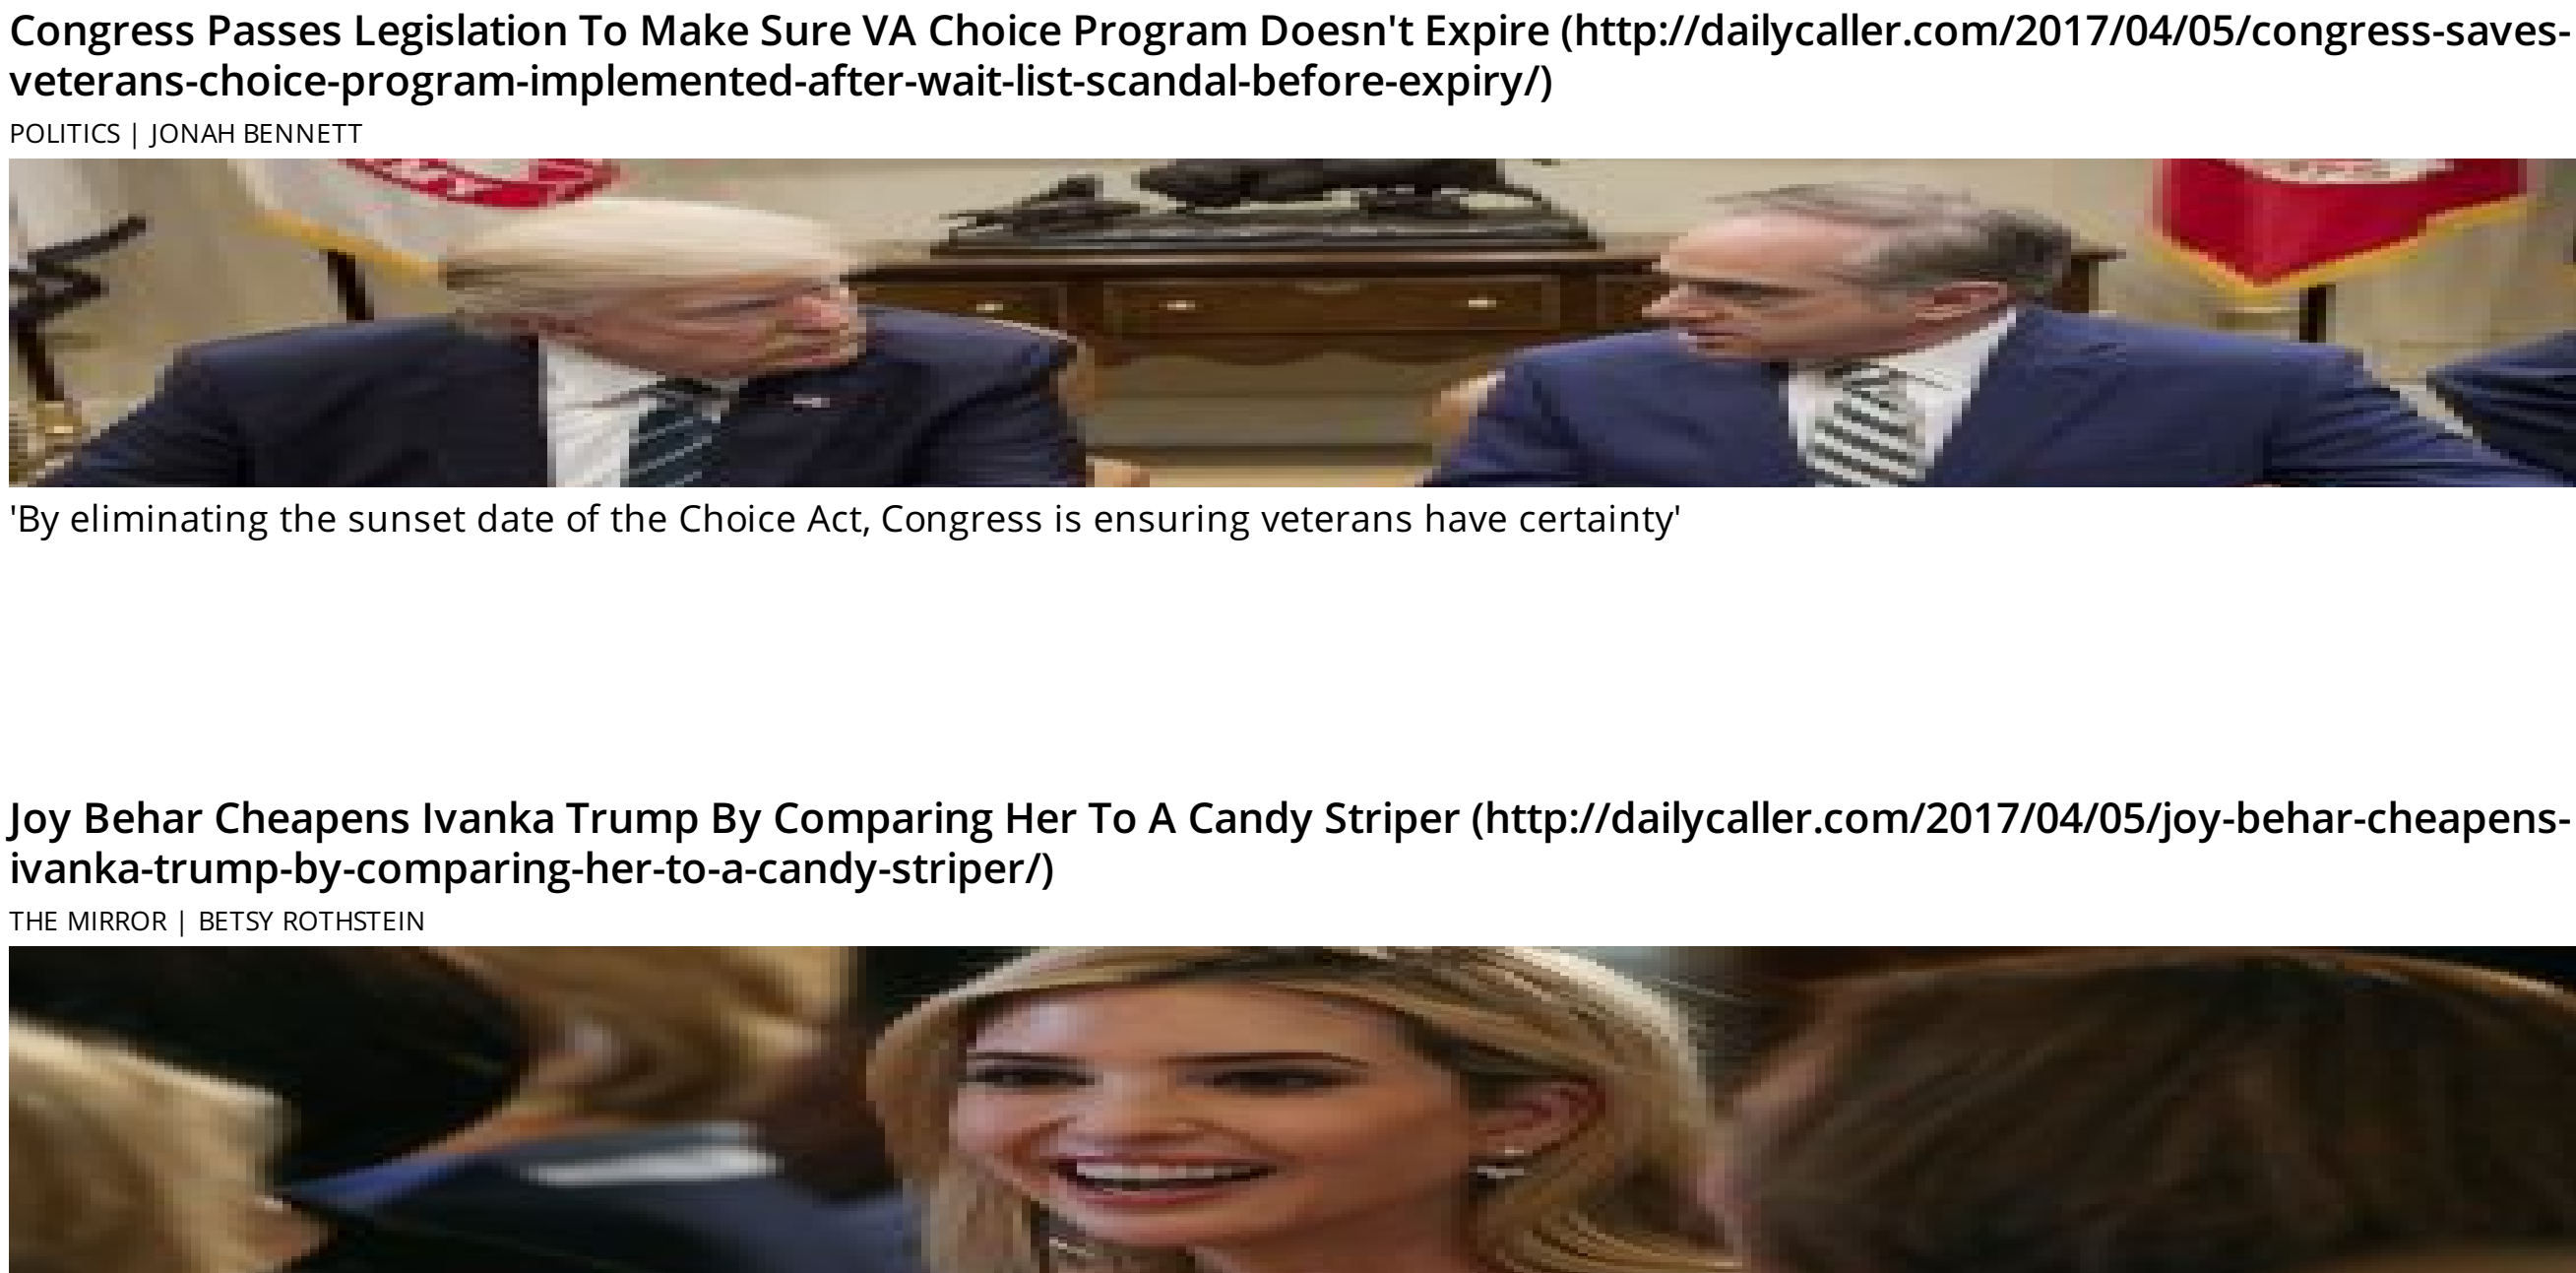 Congress Passes Legislation To Make Sure VA Choice Program Doesn't Expire (http://dailycaller.com/2017/04/05/congress-saves-
veterans-choice-program-implemented-after-wait-list-scandal-before-expiry/)
POLITICS | JONAH BENNETT
'By eliminating the sunset date of the Choice Act, Congress is ensuring veterans have certainty'
Joy Behar Cheapens Ivanka Trump By Comparing Her To A Candy Striper (http://dailycaller.com/2017/04/05/joy-behar-cheapens-
ivanka-trump-by-comparing-her-to-a-candy-striper/)
THE MIRROR | BETSY ROTHSTEIN